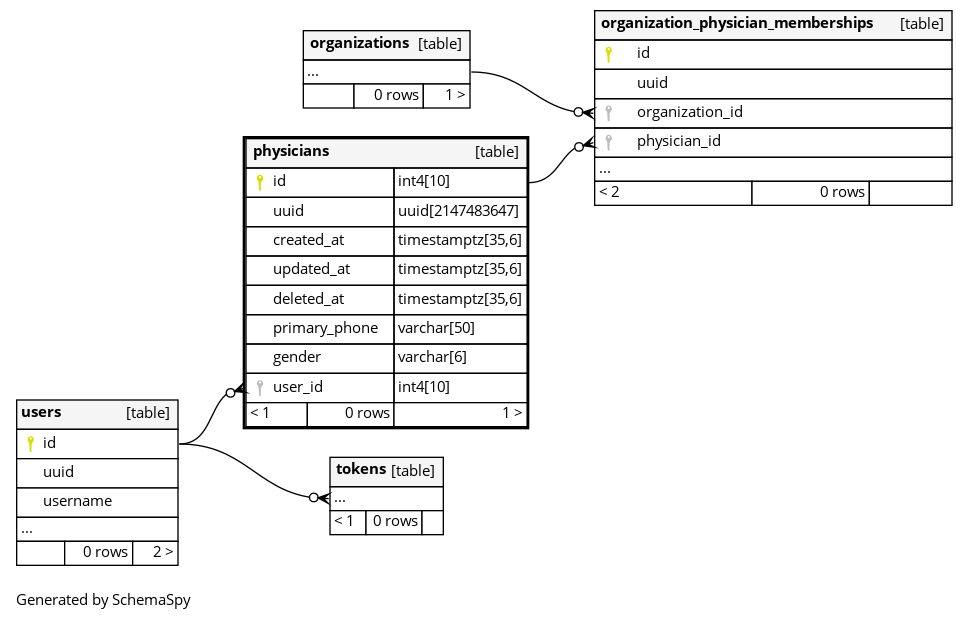 organizations [table]
...
0 rows 1 >
organization_physician_memberships [table]
id
uuid
organization_id
physician_id
...
< 2 0 rows
physicians [table]
id int4[10]
uuid uuid[2147483647]
created_at timestamptz[35,6]
updated_at timestamptz[35,6]
deleted_at timestamptz[35,6]
primary_phone varchar[50]
gender varchar[6]
user_id int4[10]
< 1 0 rows 1 >
users [table]
id
uuid
username
...
0 rows 2 >
tokens [table]
...
< 1 0 rows
Generated by SchemaSpy